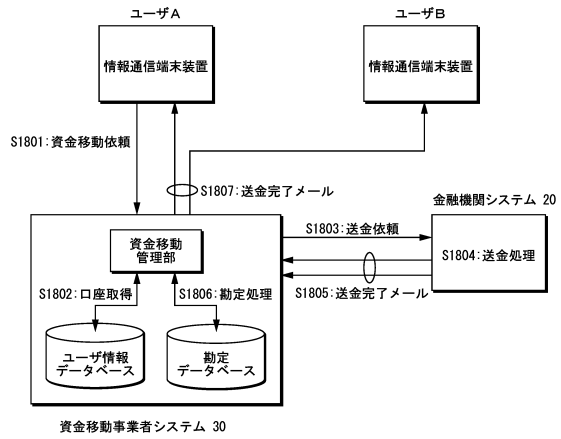 ユーザA
ユーザB
情報通信端末装置
情報通信端末装置
S1801:資金移動依頼
S1807:送金完了メール
金融機関システム 20
S1803:送金依頼
資金移動
管理部
S1804:送金処理
S1802:口座取得
S1806:勘定処理
S1805:送金完了メール
ユーザ情報
データベース
勘定
データベース
資金移動事業者システム 30